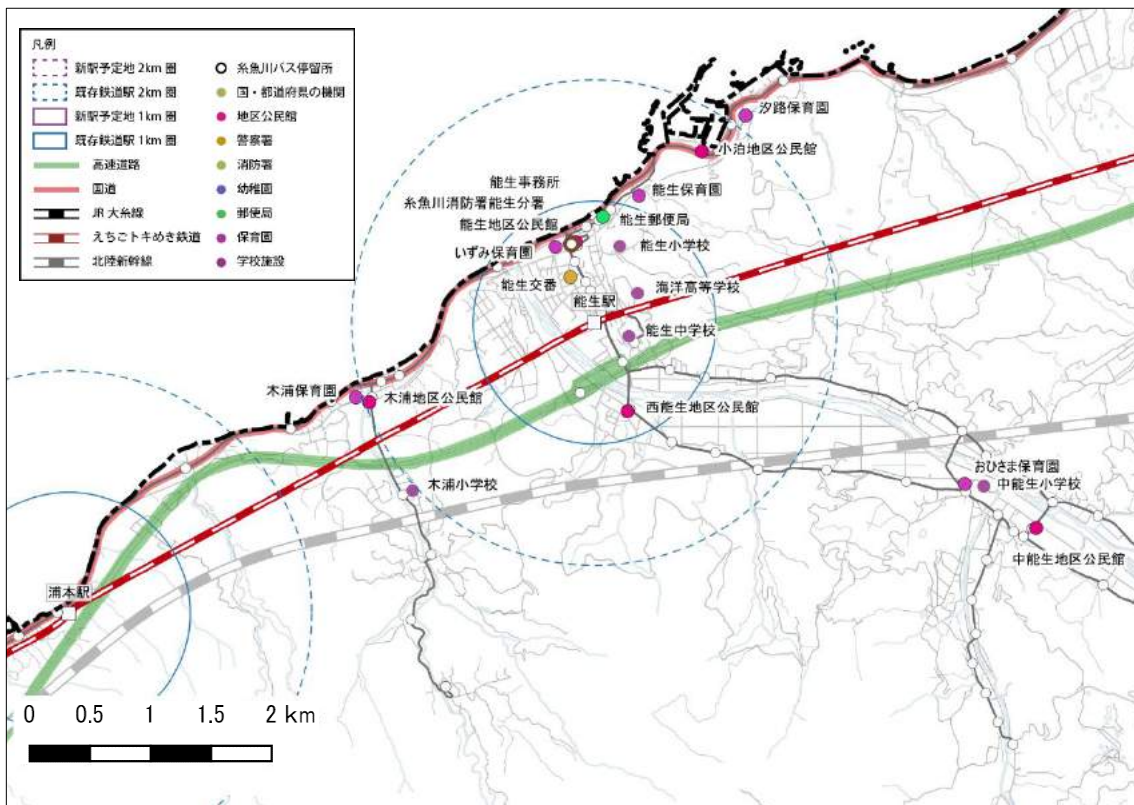 凡例
新駅予定地 2km 圏
既存鉄道駅 2km 圏
新駅予定地 1km 圏
既存鉄道駅 1km 圏
高速道路
国道
JR 大糸線
えちごトキめき鉄道
北陸新幹線
糸魚川バス停留所
国・都道府県の機関
地区公民館
警察署
消防署
幼稚園
郵便局
保育園
学校施設
汐路保育園
小泊地区公民館
能生事務所
能生保育園
糸魚川消防署能生分署
能生郵便局
能生地区公民館
いずみ保育園
能生小学校
能生交番
海洋高等学校
能生駅
能生中学校
木浦保育園
木浦地区公民館
西能生地区公民館
おひさま保育園
木浦小学校
中能生小学校
中能生地区公民館
浦本駅
0 0.5 1 1.5 2 km